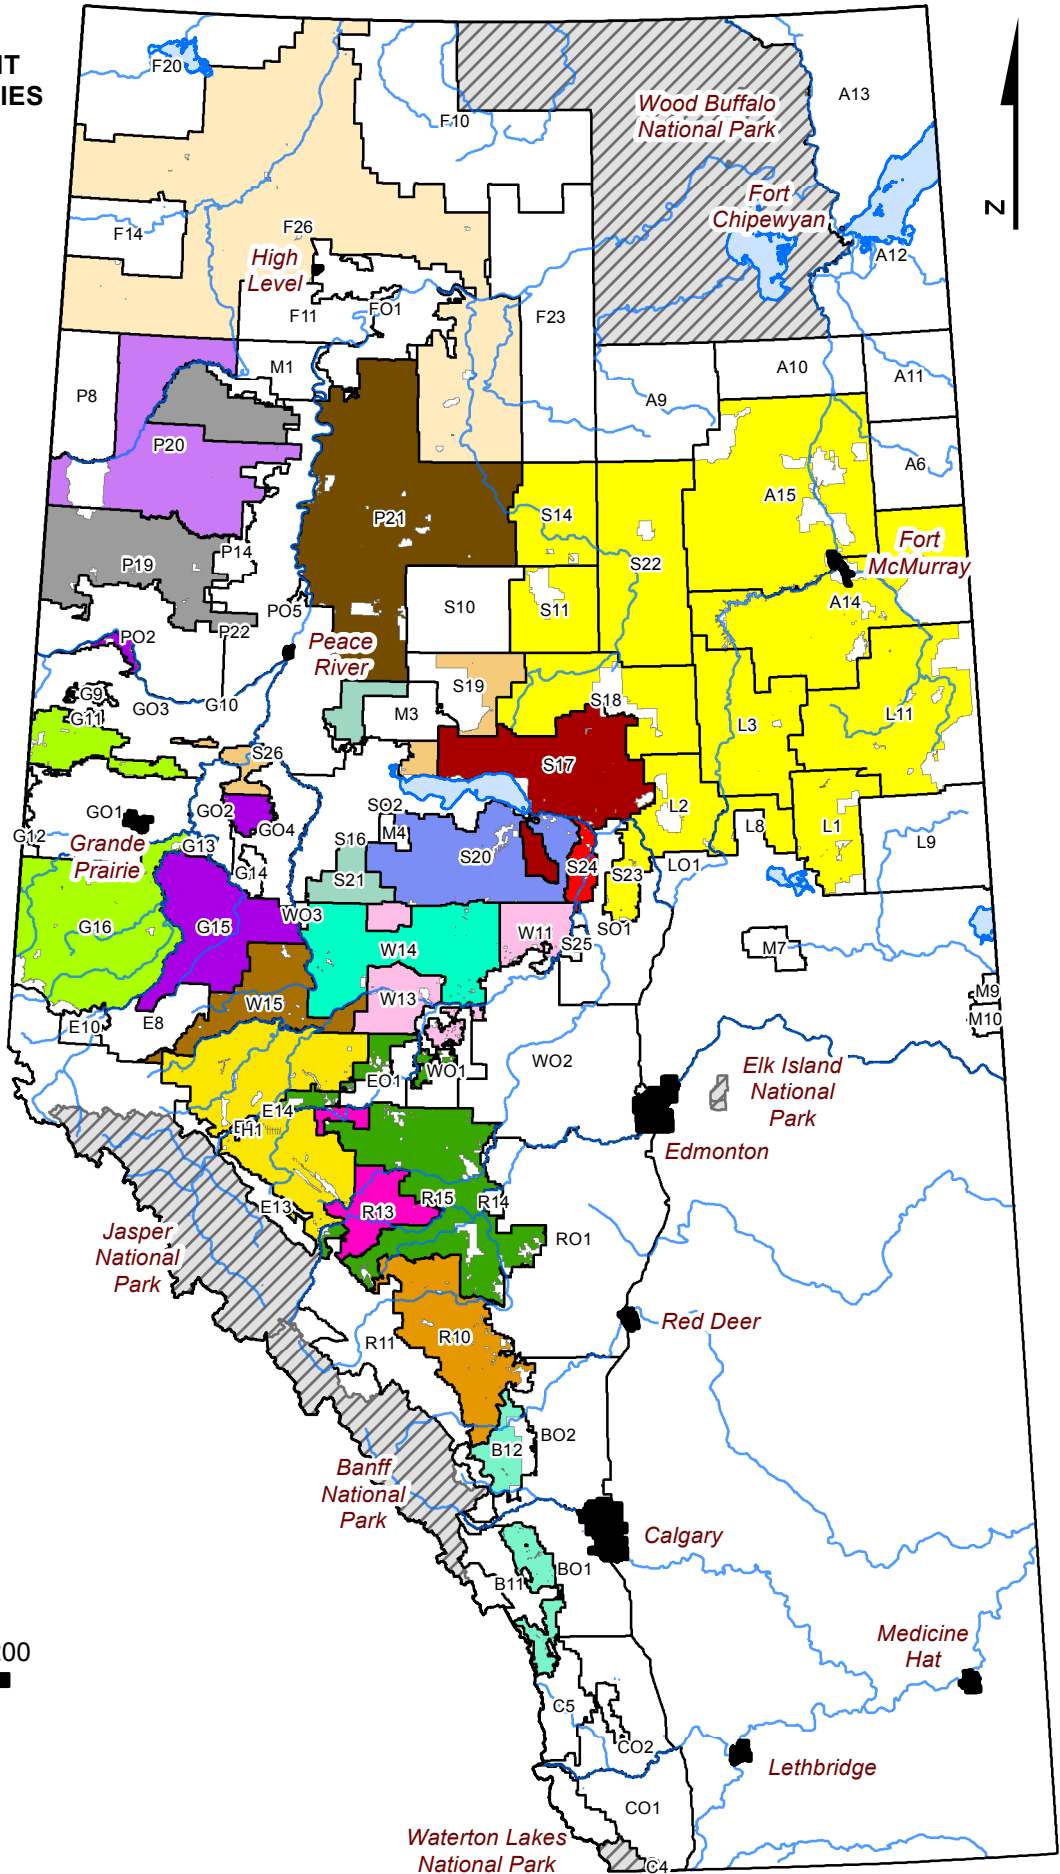 IT
IES
F20
A13
Wood Buffalo
National Park
F10
Fort
Chipewyan
N
F14
F26
A12
High
Level
F11
FO1
F23
M1
A10
A11
P8
A9
P20
A6
A15
P21
S14
Fort
McMurray
P14
P19
S22
A14
PO5
S10
S11
P22
PO2
Peace
River
S19
G9
GO3
G10
S18
G11
M3
L3
L11
S26
S17
GO1
GO2
SO2
L2
G12
GO4
M4
L8
L1
Grande
Prairie
G13
S16
S20
L9
G14
S21
S24
S23
LO1
G16
G15
WO3
W14
W11
S25
SO1
M7
W15
W13
M9
M10
E10
E8
WO2
EO1
WO1
Elk Island
National
Park
E14
H1
Edmonton
E13
R13
R15
R14
Jasper
National
Park
RO1
Red Deer
R11
R10
B12
BO2
Banff
National
Park
Calgary
B11
BO1
Medicine
Hat
200
C5
CO2
Lethbridge
CO1
Waterton Lakes
National Park
C4